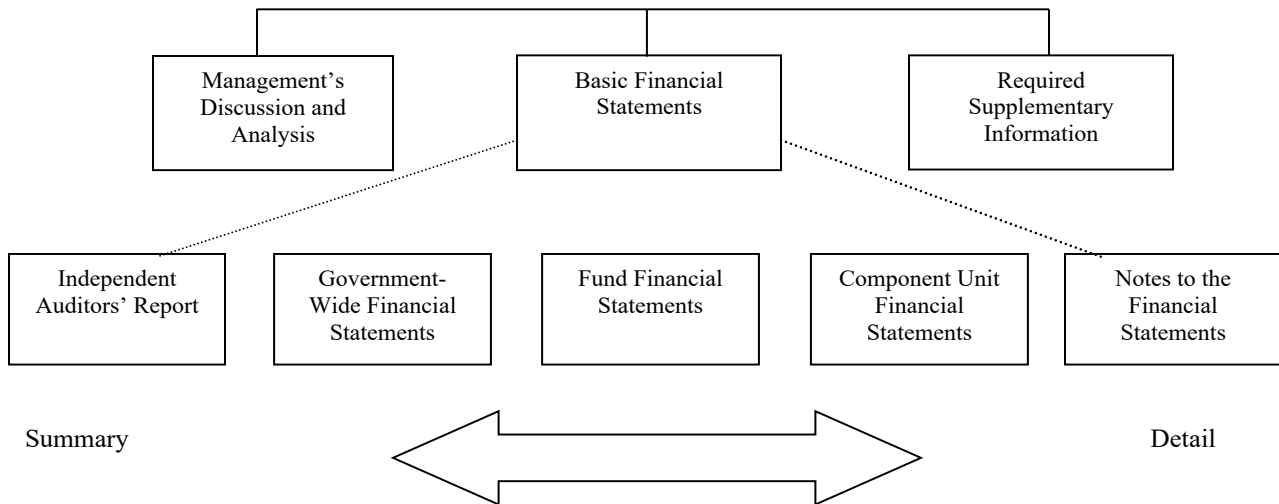 Management’s
Discussion and
Analysis
Basic Financial
Statements
Required
Supplementary
Information
Independent
Auditors’ Report
Government-
Wide Financial
Statements
Fund Financial
Statements
Component Unit
Financial
Statements
Notes to the
Financial
Statements
Summary
Detail